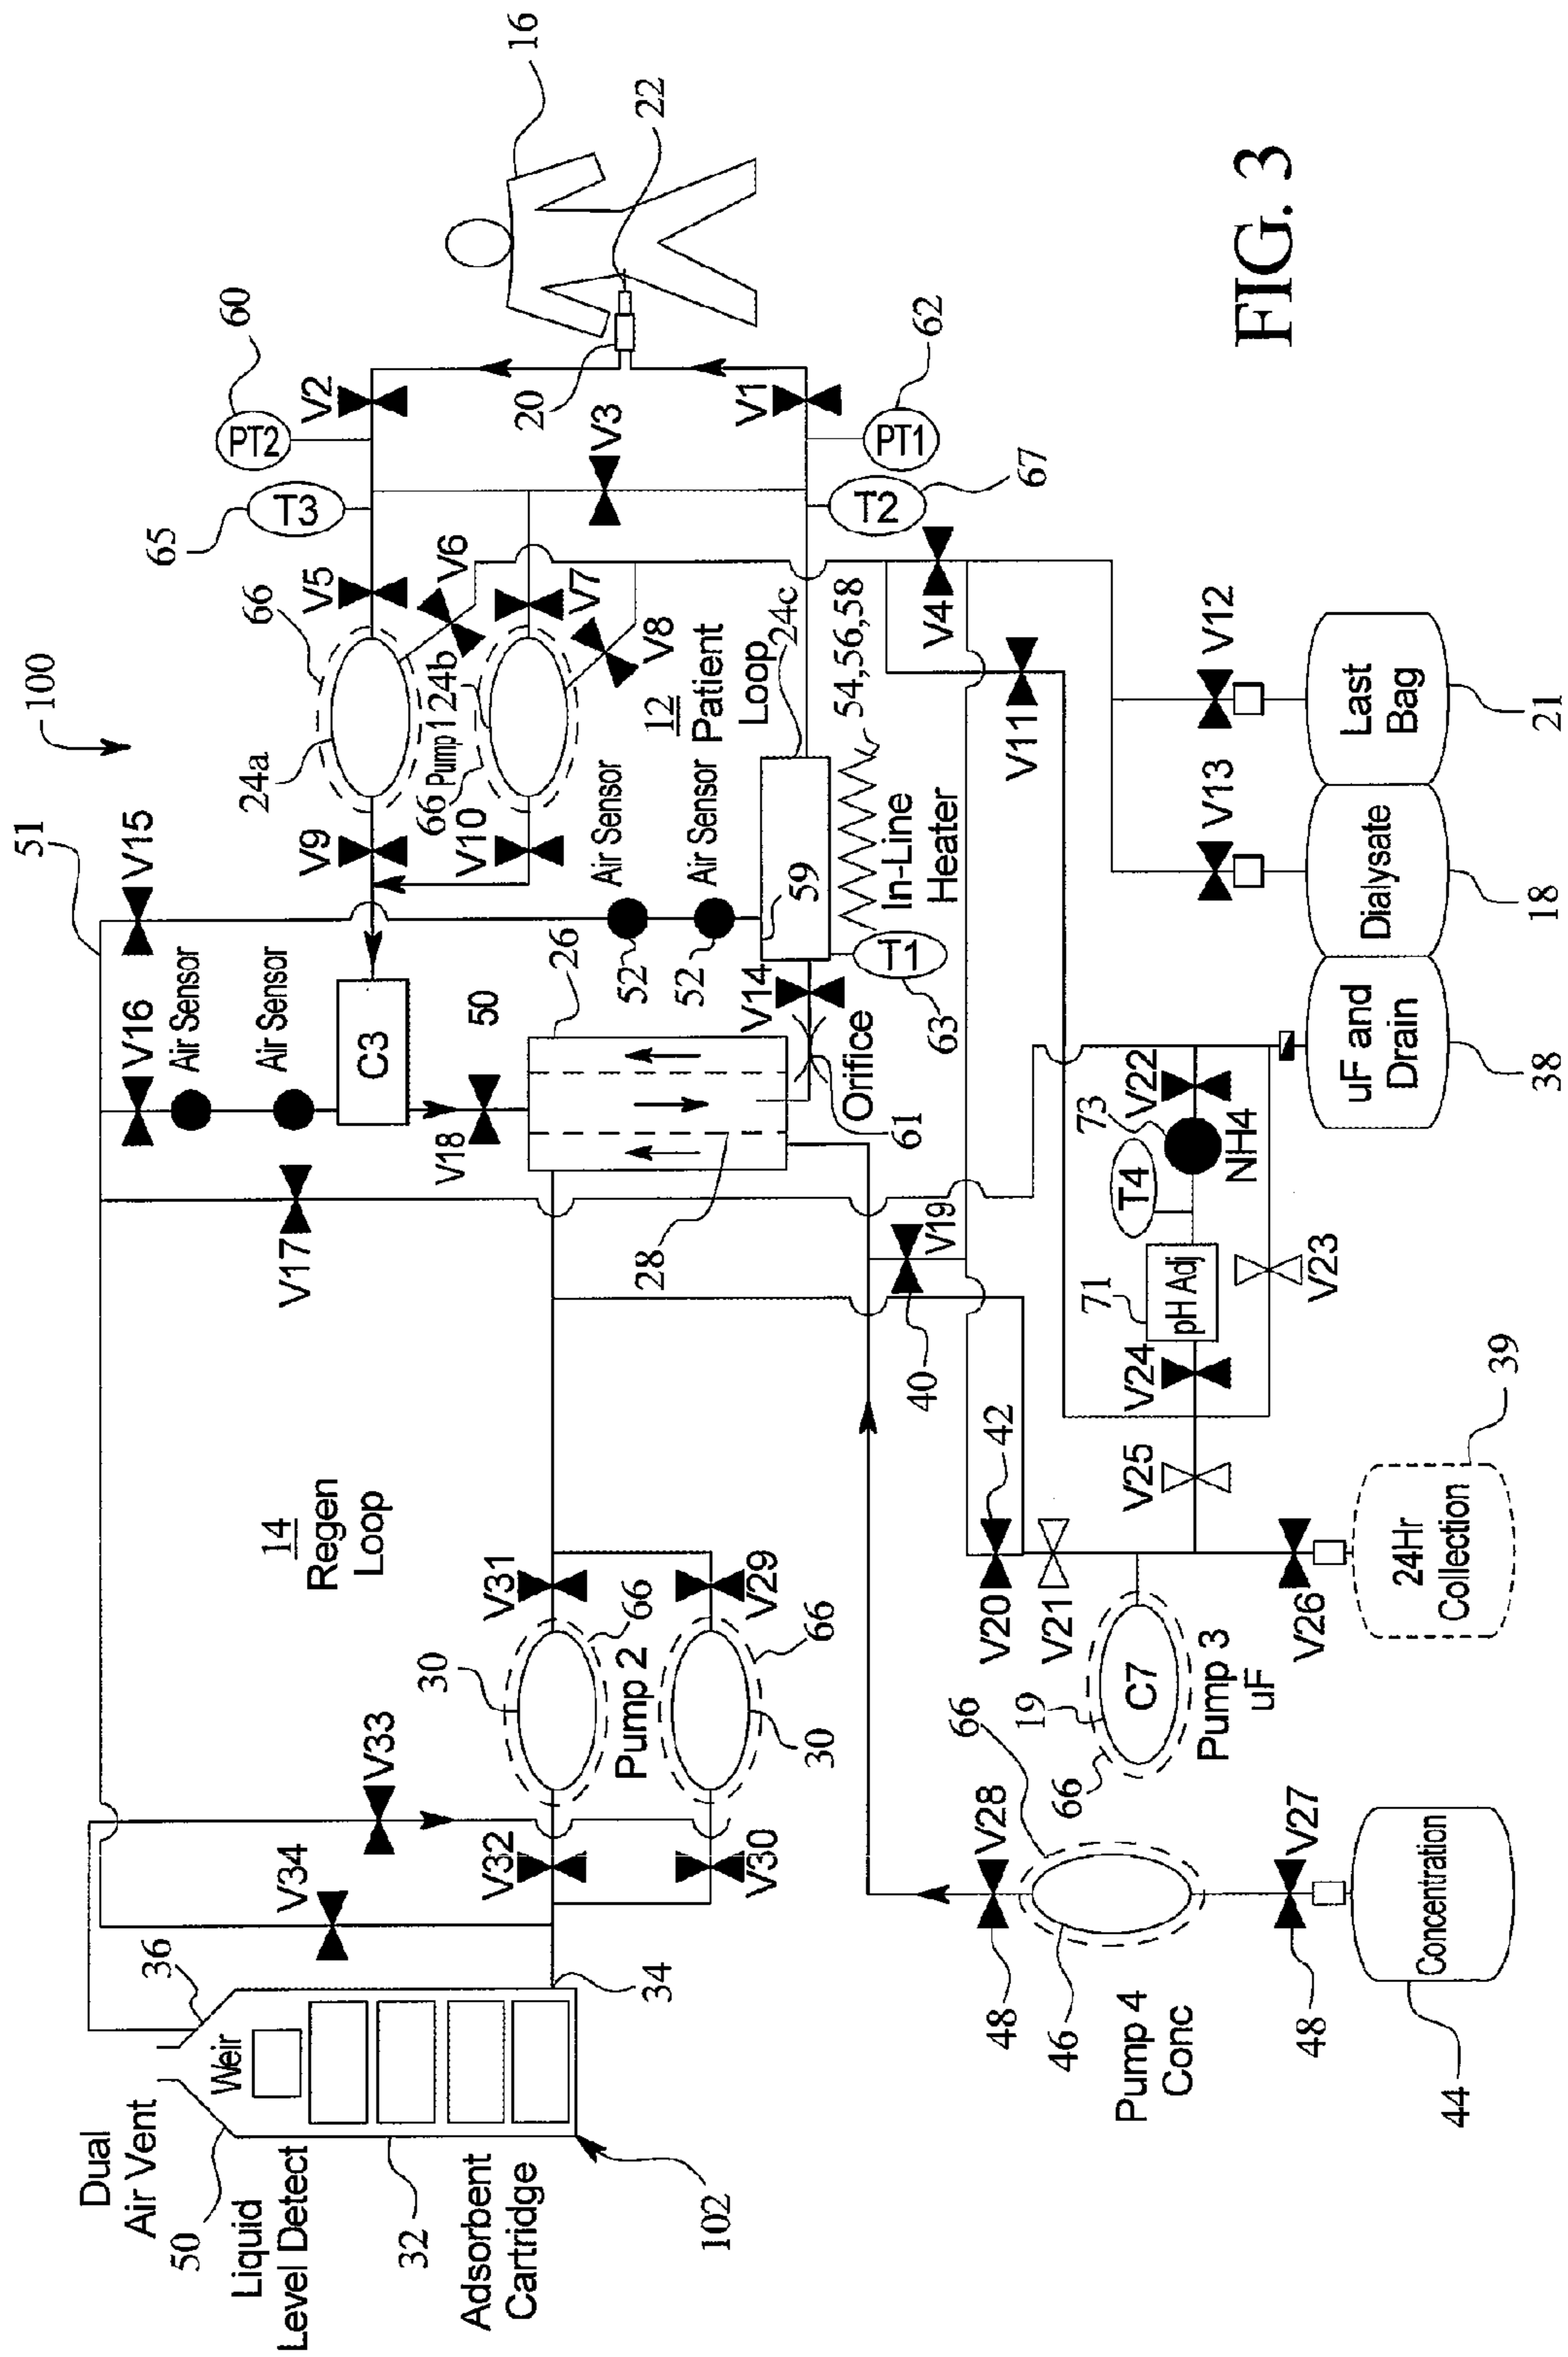 100
51
V15
V16
Air Sensor
Air Sensor
V17
C3
V18
50
26
28
V9
V10
24a
66
66
Pump 1
24b
V5
V6
V7
V8
65
T3
PT2
60
V2
V3
V1
20
22
16
PT1
62
T2
67
12
Patient
Loop
24c
54,56,58
Air Sensor
Air Sensor
52
52
59
In-Line
Heater
T1
63
V14
Orifice
61
V4
V11
V12
V13
Last
Bag
21
Dialysate
18
uF and
Drain
38
V22
73
NH4
T4
71
pH Adj
V23
V24
V25
V19
40
42
V20
V21
V26
24Hr
Collection
39
C7
19
66
Pump 3
uF
14
Regen
Loop
V31
V29
30
66
Pump 2
66
30
V32
V30
V33
V34
36
34
Weir
Dual
Air Vent
50
Liquid
Level Detect
32
Adsorbent
Cartridge
102
66
V28
48
46
Pump 4
Conc
V27
48
Concentration
44
FIG. 3